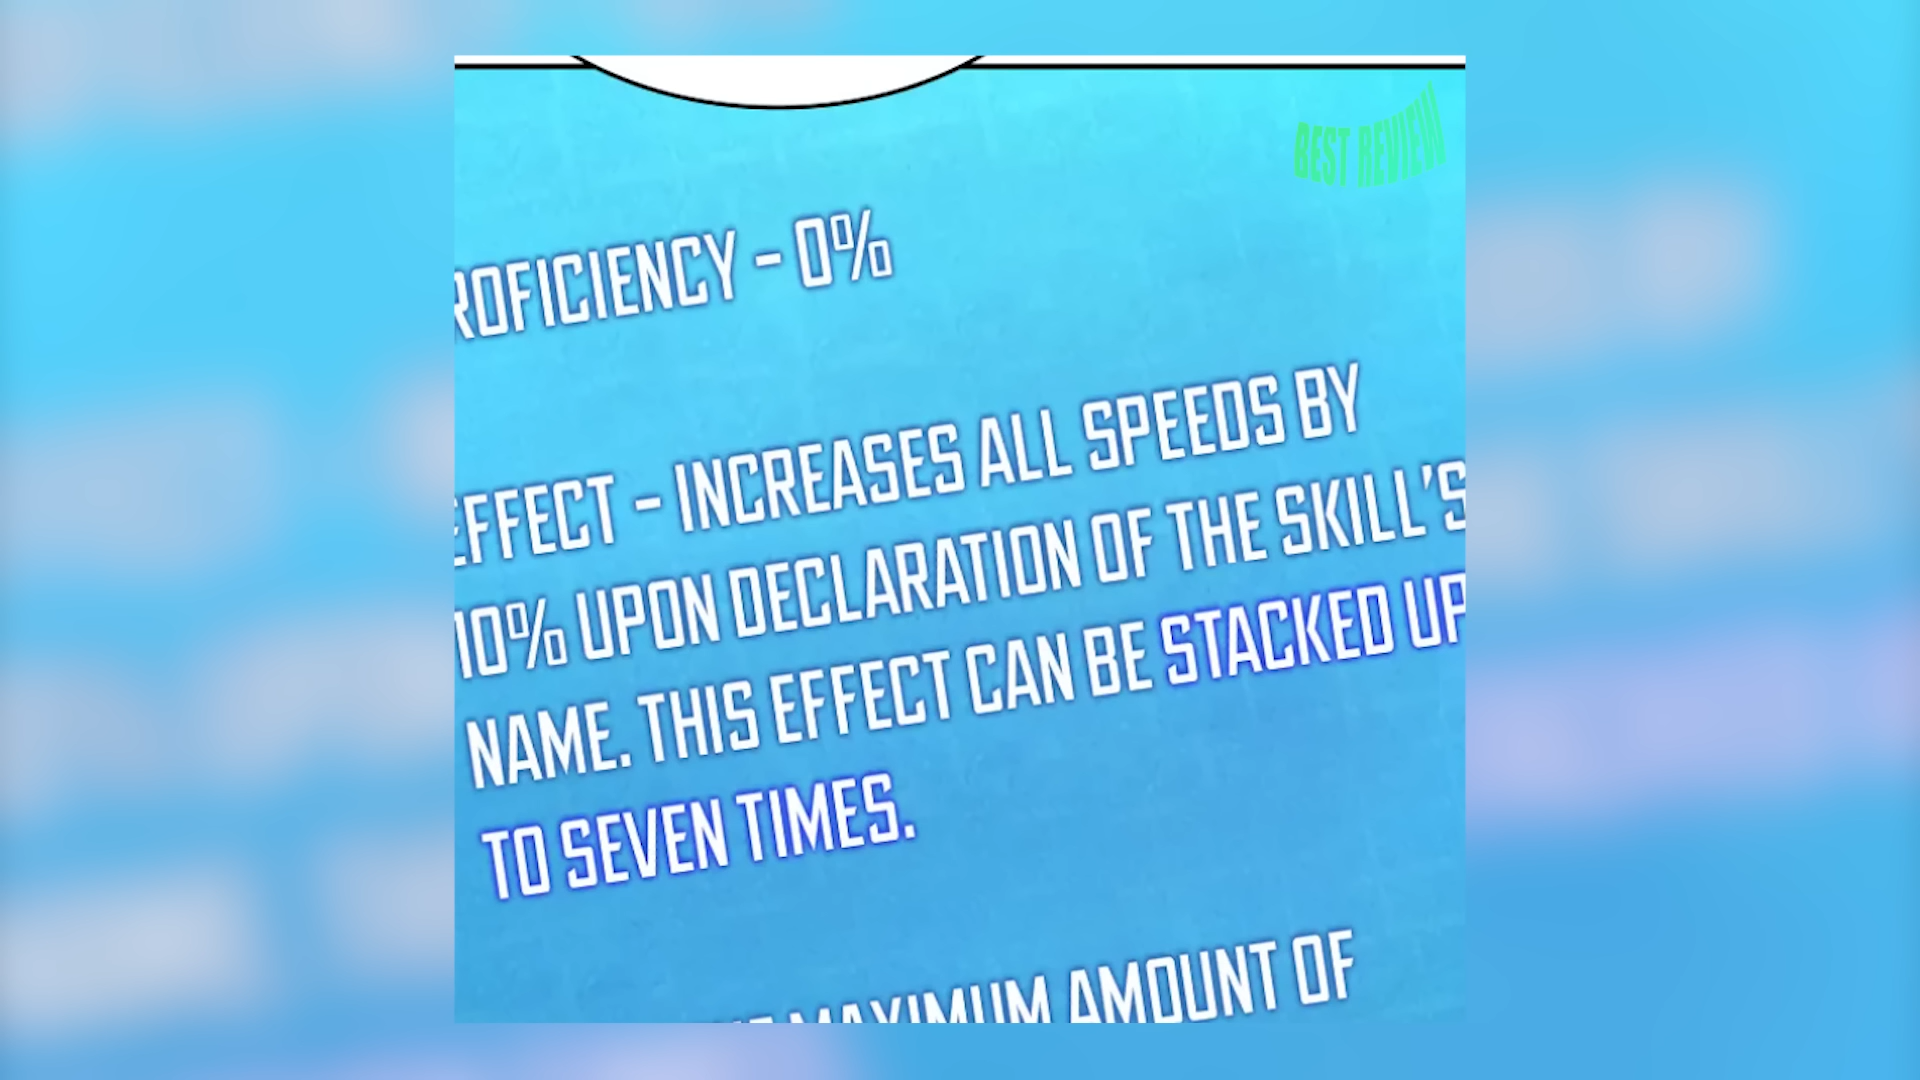 BEST REVIEW
ROFICIENCY - 0%
EFFECT - INCREASES ALL SPEEDS BY
10% UPON DECLARATION OF THE SKILL'S
NAME. THIS EFFECT CAN BE STACKED UP
TO SEVEN TIMES.
MAXIMUM AMOUNT OF